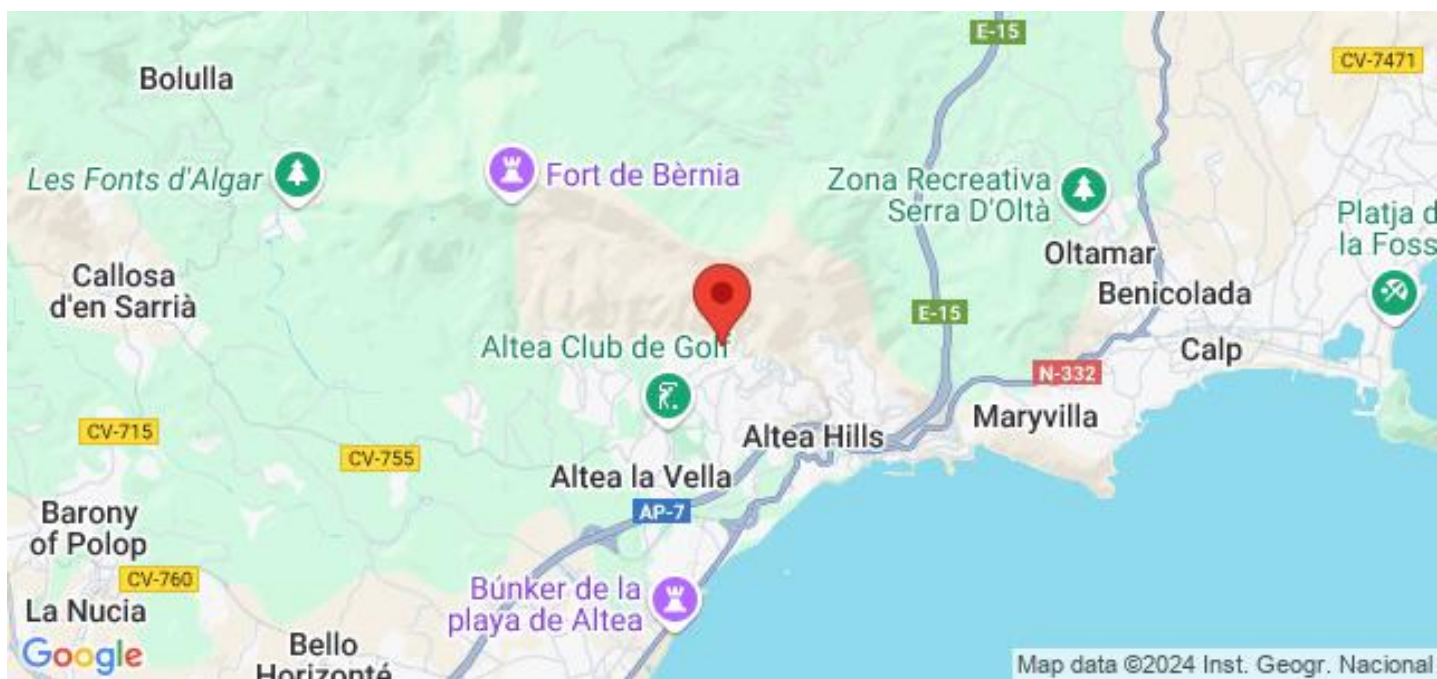 E-15
CV-7471
Bolulla
Les Fonts d'Algar
Fort de Bèrnia
Zona Recreativa
Serra D'Oltà
Platja d
la Foss
Oltamar
Callosa
d'en Sarrià
Benicolada
E-15
Altea Club de Golf
Calp
N-332
Maryvilla
CV-715
Altea Hills
CV-755
Altea la Vella
AP-7
Barony
of Polop
CV-760
Búnker de la
playa de Altea
La Nucia
Bello
Horizonté
Google
Map data ©2024 Inst. Geogr. Nacional